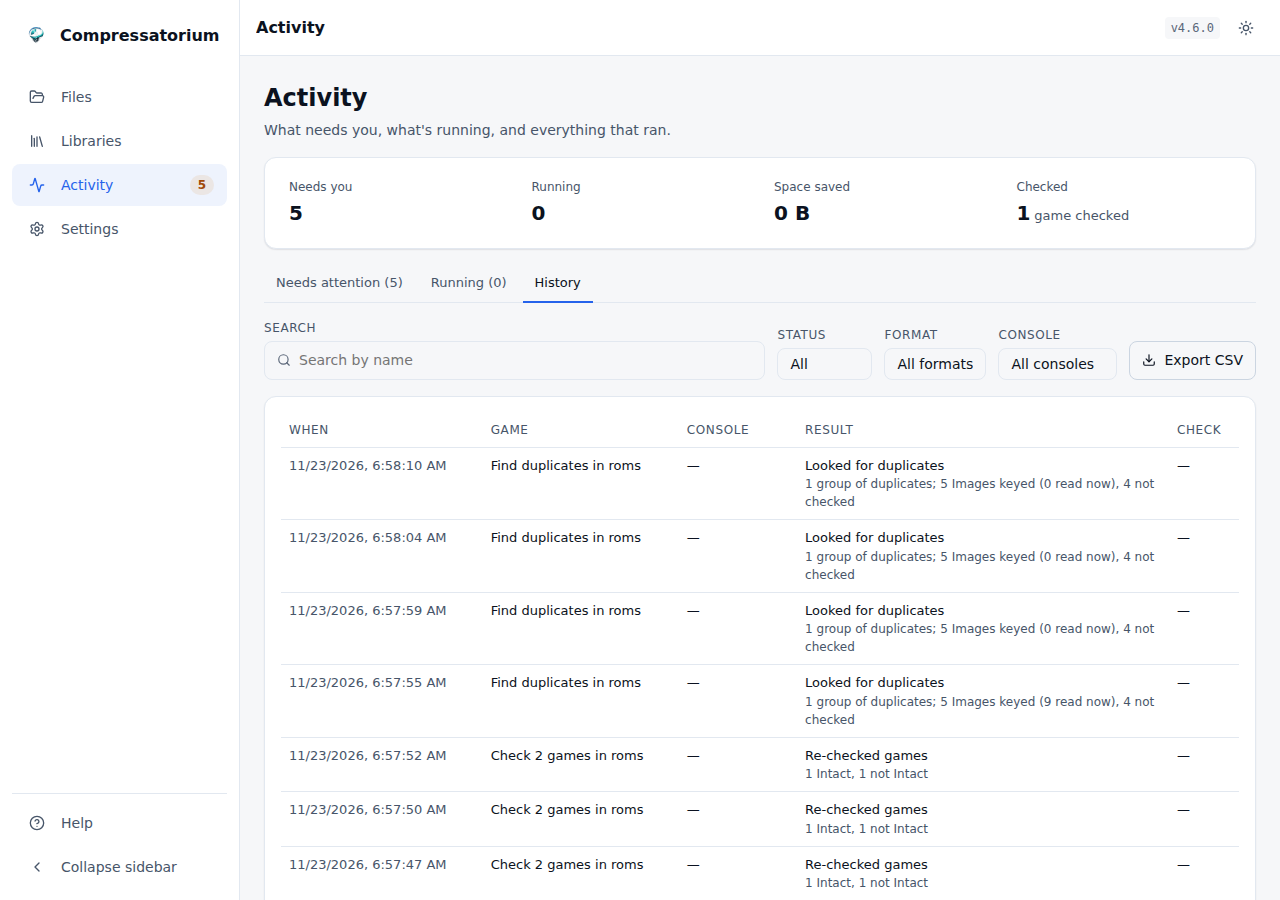 Compressatorium
Files
Libraries
Activity
5
Settings
Help
Collapse sidebar
Activity
v4.6.0
Activity
What needs you, what's running, and everything that ran.
Needs you
5
Running
0
Space saved
0 B
Checked
1 game checked
Needs attention (5)
Running (0)
History
SEARCH
Search by name
STATUS
All
FORMAT
All formats
CONSOLE
All consoles
Export CSV
WHEN GAME CONSOLE RESULT CHECK
11/23/2026, 6:58:10 AM Find duplicates in roms — Looked for duplicates —
1 group of duplicates; 5 Images keyed (0 read now), 4 not
checked
11/23/2026, 6:58:04 AM Find duplicates in roms — Looked for duplicates —
1 group of duplicates; 5 Images keyed (0 read now), 4 not
checked
11/23/2026, 6:57:59 AM Find duplicates in roms — Looked for duplicates —
1 group of duplicates; 5 Images keyed (0 read now), 4 not
checked
11/23/2026, 6:57:55 AM Find duplicates in roms — Looked for duplicates —
1 group of duplicates; 5 Images keyed (9 read now), 4 not
checked
11/23/2026, 6:57:52 AM Check 2 games in roms — Re-checked games —
1 Intact, 1 not Intact
11/23/2026, 6:57:50 AM Check 2 games in roms — Re-checked games —
1 Intact, 1 not Intact
11/23/2026, 6:57:47 AM Check 2 games in roms — Re-checked games —
1 Intact, 1 not Intact